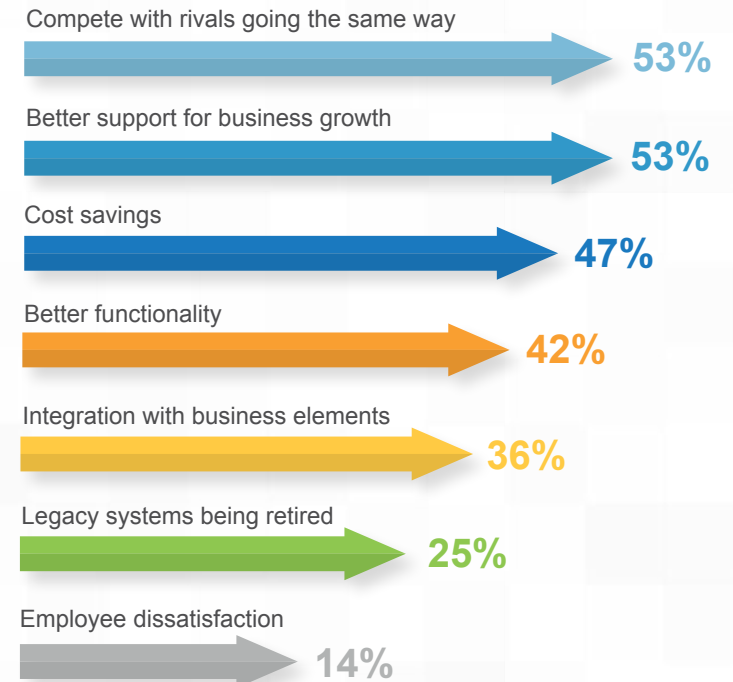 Compete with rivals going the same way
53%
Better support for business growth
53%
Cost savings
47%
Better functionality
42%
Integration with business elements
36%
Legacy systems being retired
25%
Employee dissatisfaction
14%